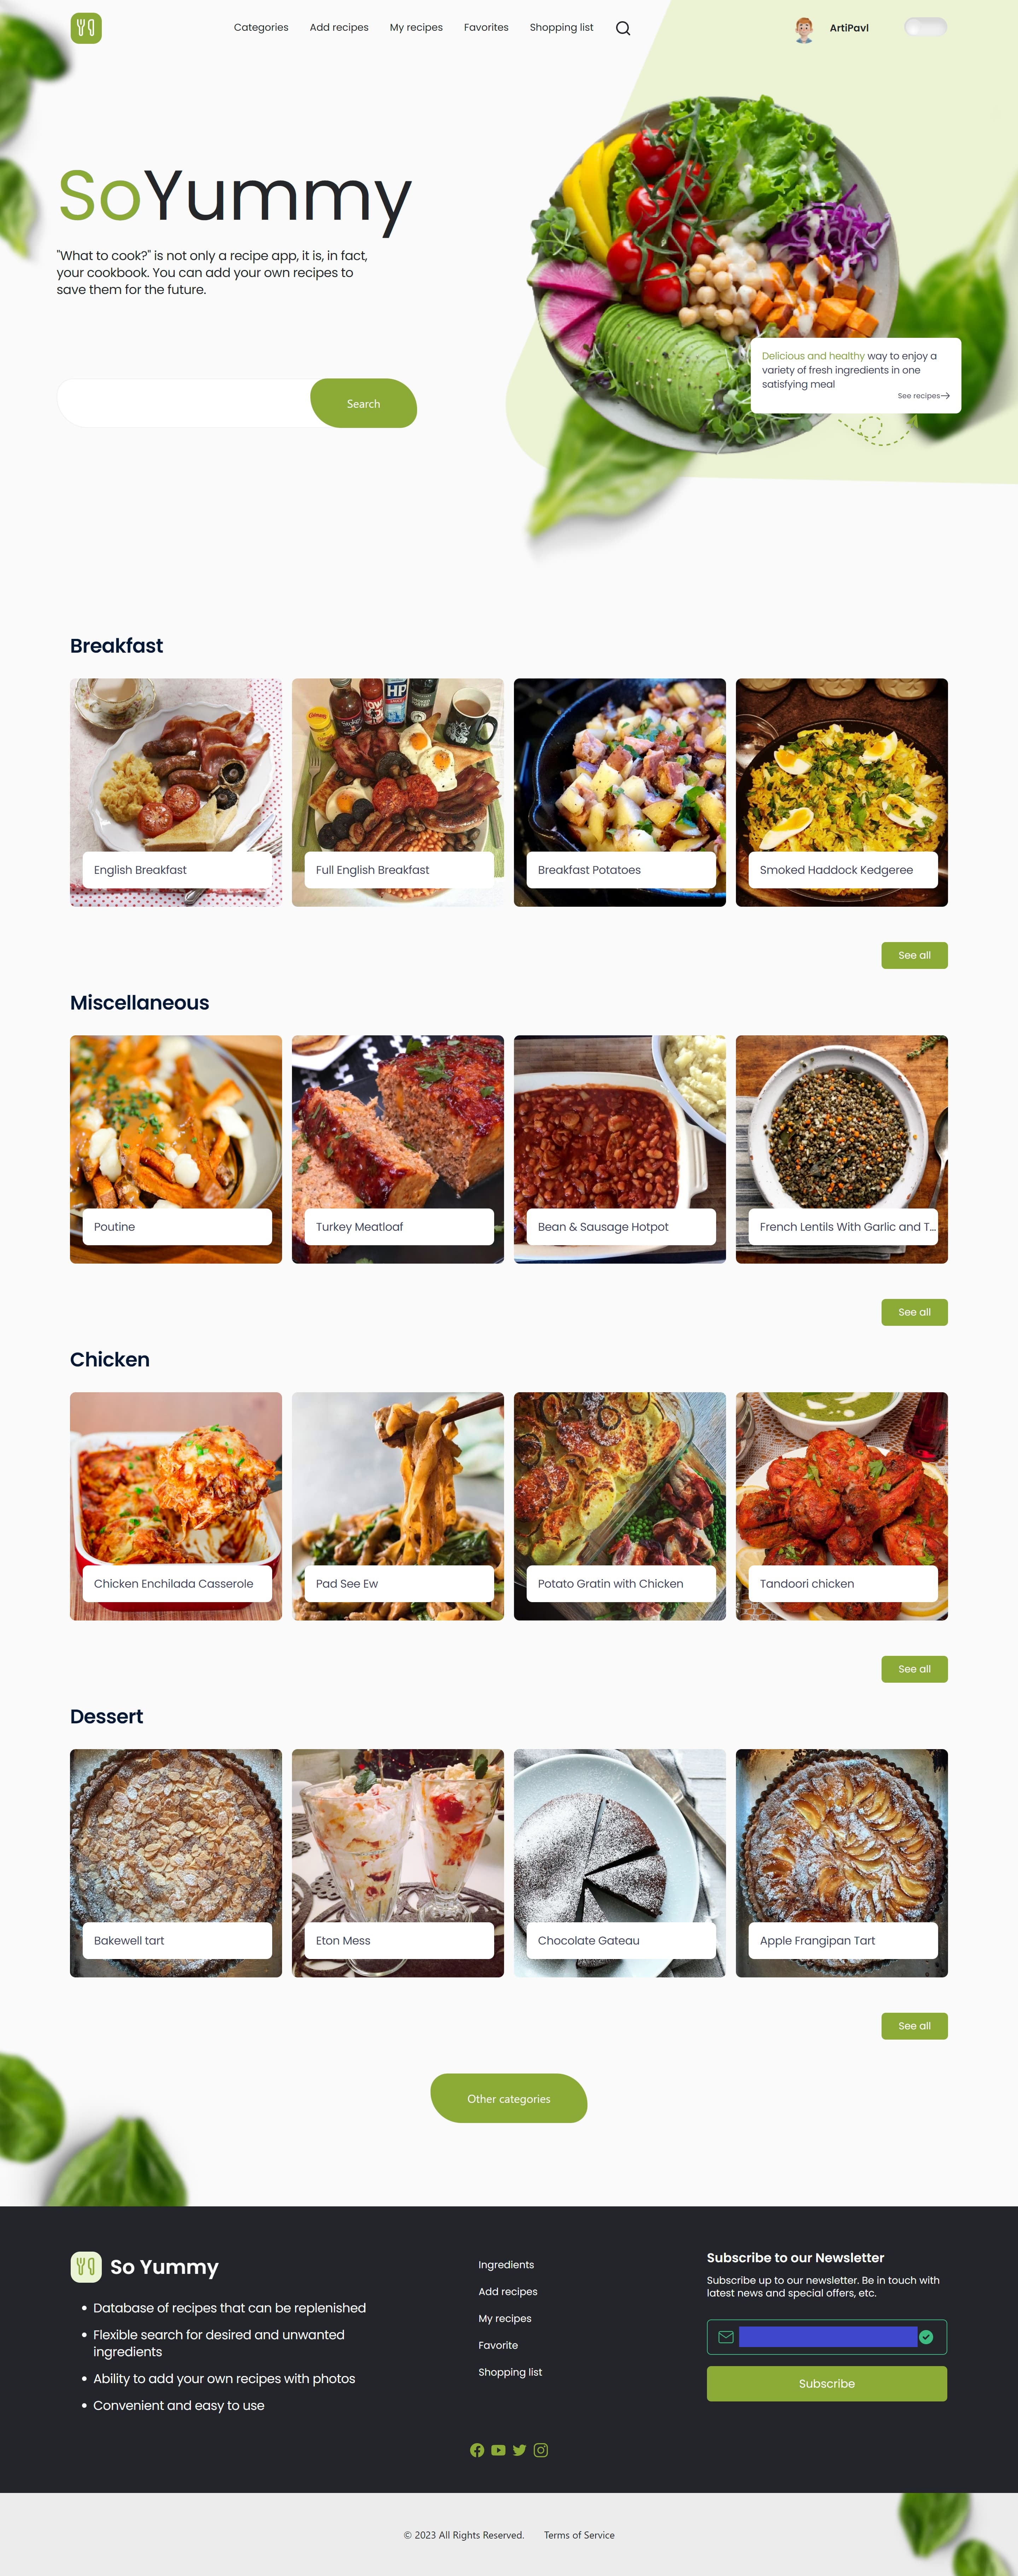 Categories
Add recipes
My recipes
Favorites
Shopping list
ArtiPavl
SoYummy
"What to cook?" is not only a recipe app, it is, in fact,
your cookbook. You can add your own recipes to
save them for the future.
Search
Delicious and healthy way to enjoy a
variety of fresh ingredients in one
satisfying meal
See recipes
Breakfast
HP
English Breakfast
Full English Breakfast
Breakfast Potatoes
Smoked Haddock Kedgeree
See all
Miscellaneous
Poutine
Turkey Meatloaf
Bean & Sausage Hotpot
French Lentils With Garlic and T...
See all
Chicken
Chicken Enchilada Casserole
Pad See Ew
Potato Gratin with Chicken
Tandoori chicken
See all
Dessert
Bakewell tart
Eton Mess
Chocolate Gateau
Apple Frangipan Tart
See all
Other categories
So Yummy
Database of recipes that can be replenished
Flexible search for desired and unwanted
ingredients
Ability to add your own recipes with photos
Convenient and easy to use
Ingredients
Add recipes
My recipes
Favorite
Shopping list
Subscribe to our Newsletter
Subscribe up to our newsletter. Be in touch with
latest news and special offers, etc.
Subscribe
© 2023 All Rights Reserved.
Terms of Service